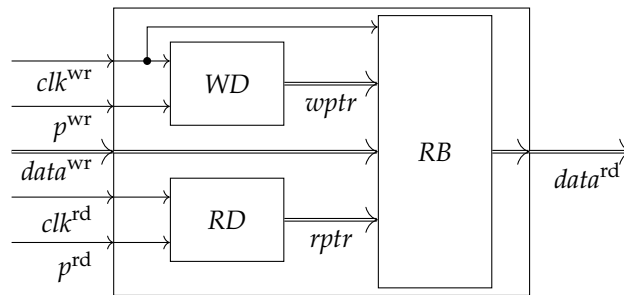 clk^wr
WD
wptr
p^wr
data^wr
RB
data^rd
clk^rd
RD
rptr
p^rd